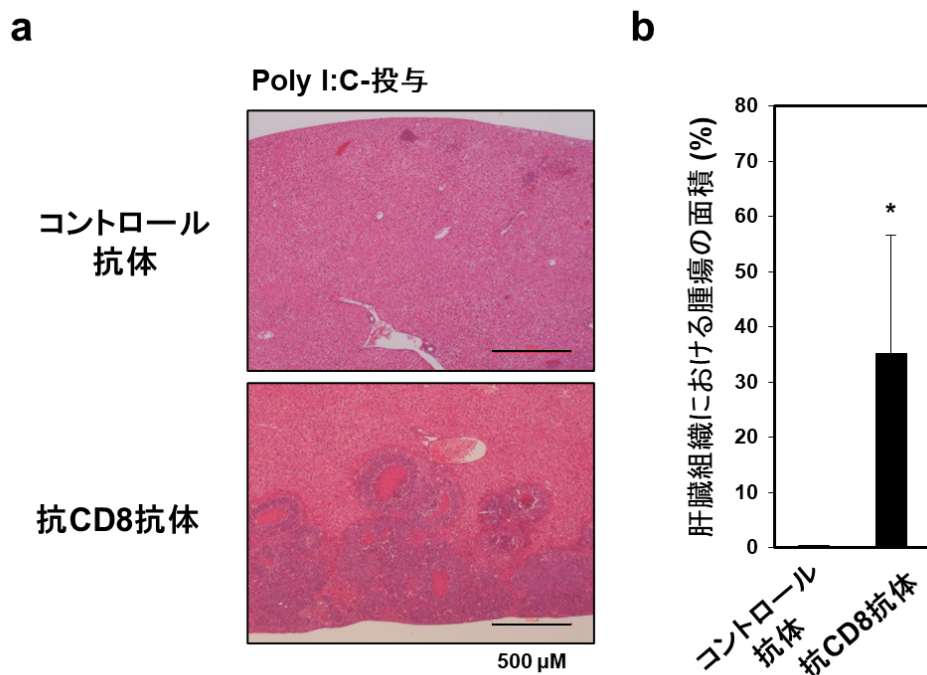 a
Poly I:C-投与
コントロール
抗体
抗CD8抗体
500 µM
b
肝臓組織における腫瘍の面積 (%)
80
70
60
50
40
30
20
10
0
*
コントロール
抗体
抗CD8抗体